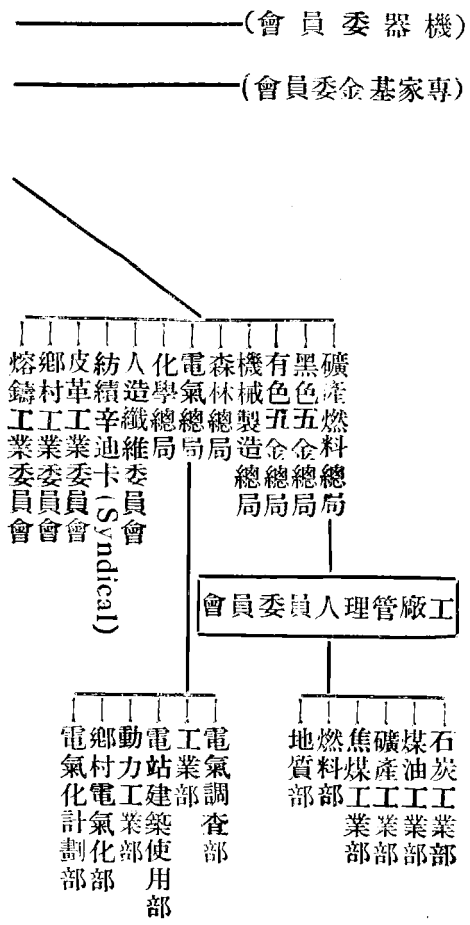 (機器委員會)
(專家基金委員會)
礦產燃料總局
黑色五金總局
有色五金總局
機械製造總局
森林總局
電氣總局
化學總局
人造纖維委員會
紡績辛迪卡(Syndical)
皮革工業委員會
鄉村工業委員會
熔鑄工業委員會
工廠管理人員委員會
石炭工業部
煤油工業部
礦產工業部
焦煤工業部
燃料部
地質部
電氣調查部
工業部
電站建築使用部
動力工業部
鄉村電氣化部
電氣化計劃部